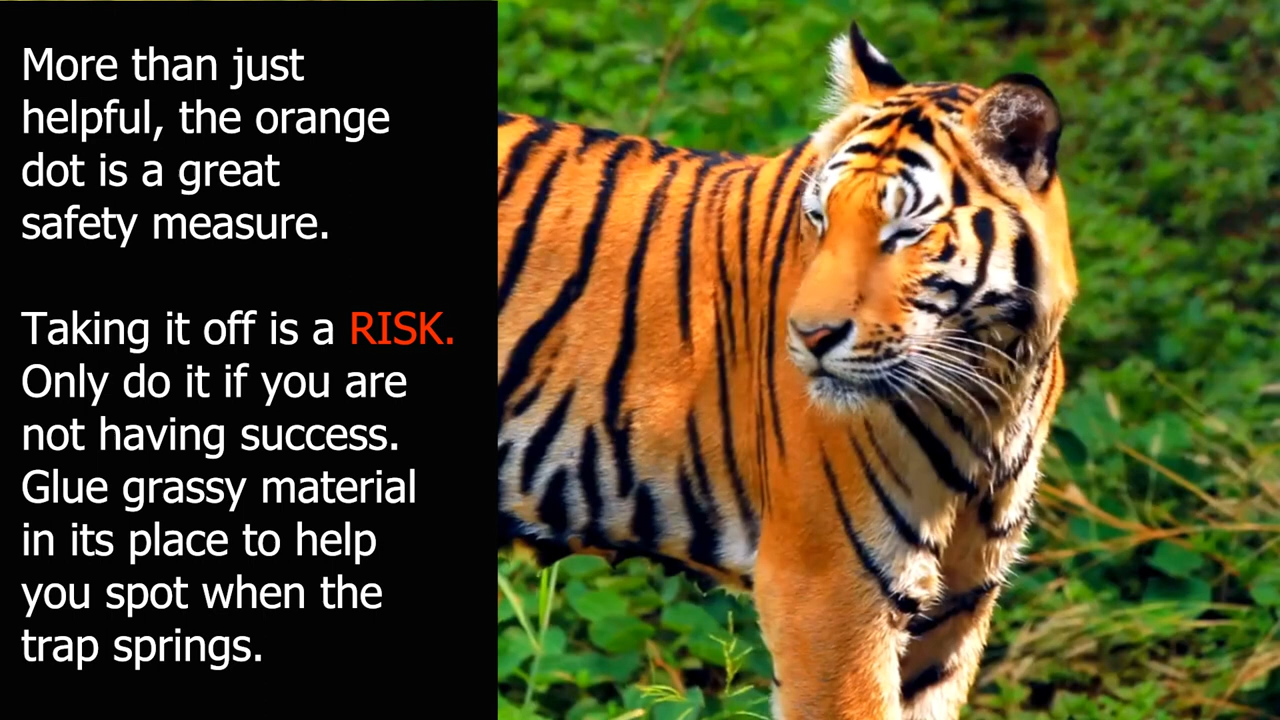 More than just
helpful, the orange
dot is a great
safety measure.
Taking it off is a RISK.
Only do it if you are
not having success.
Glue grassy material
in its place to help
you spot when the
trap springs.